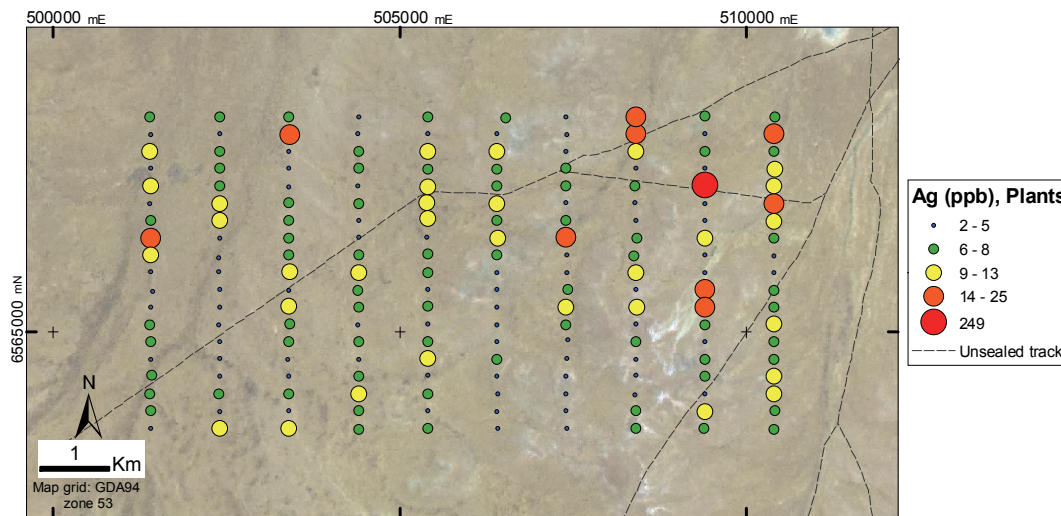 500000 mE
505000 mE
510000 mE
6565000 mN
N
1
Km
Map grid: GDA94
zone 53
Ag (ppb), Plants
2 - 5
6 - 8
9 - 13
14 - 25
249
Unsealed track